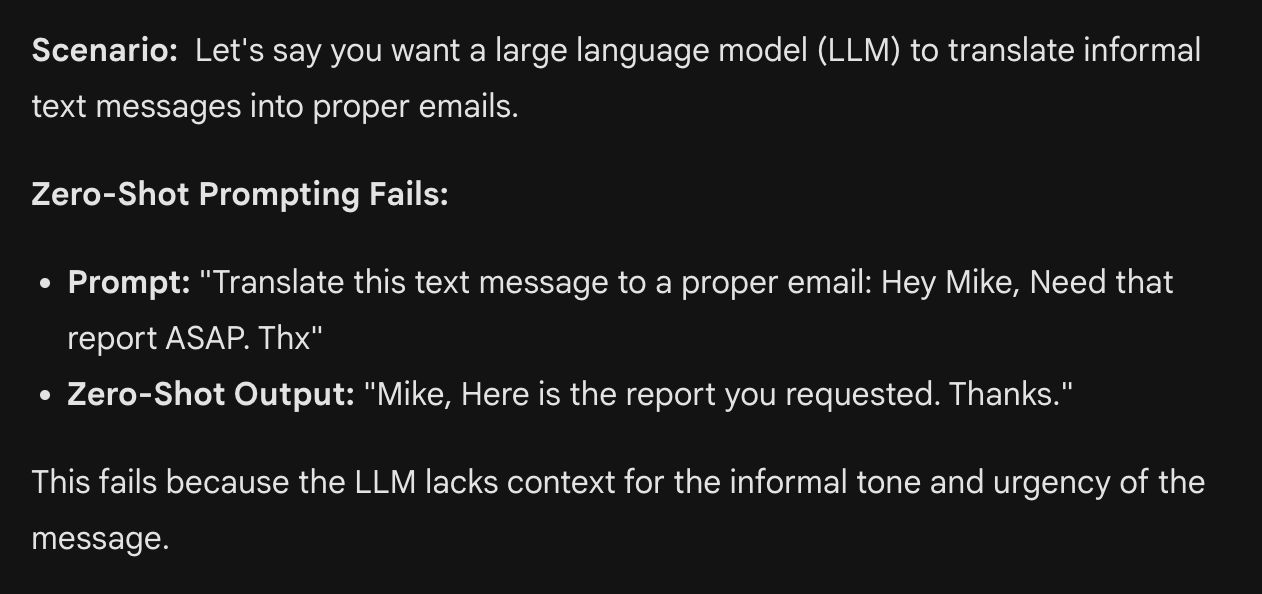 Scenario: Let's say you want a large language model (LLM) to translate informal
text messages into proper emails.
Zero-Shot Prompting Fails:
• Prompt: "Translate this text message to a proper email: Hey Mike, Need that
report ASAP. Thx"
• Zero-Shot Output: "Mike, Here is the report you requested. Thanks."
This fails because the LLM lacks context for the informal tone and urgency of the
message.